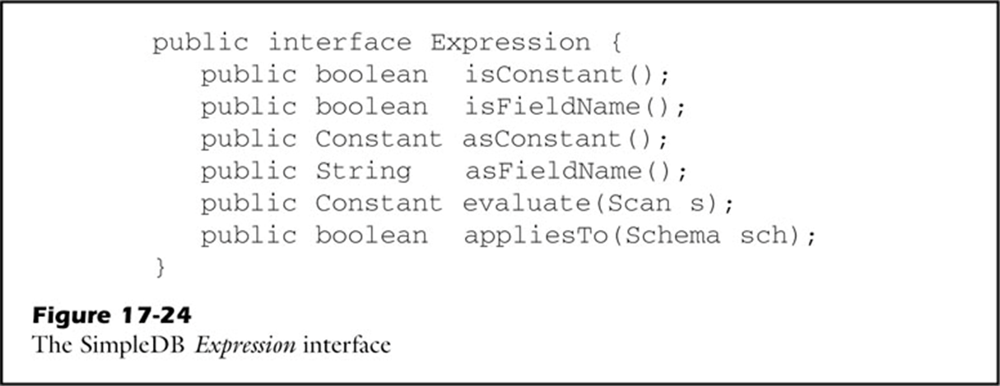 public interface Expression {
public boolean isConstant();
public boolean isFieldName();
public Constant asConstant();
public String asFieldName();
public Constant evaluate(Scan s);
public boolean appliesTo(Schema sch);
}
Figure 17-24
The SimpleDB Expression interface